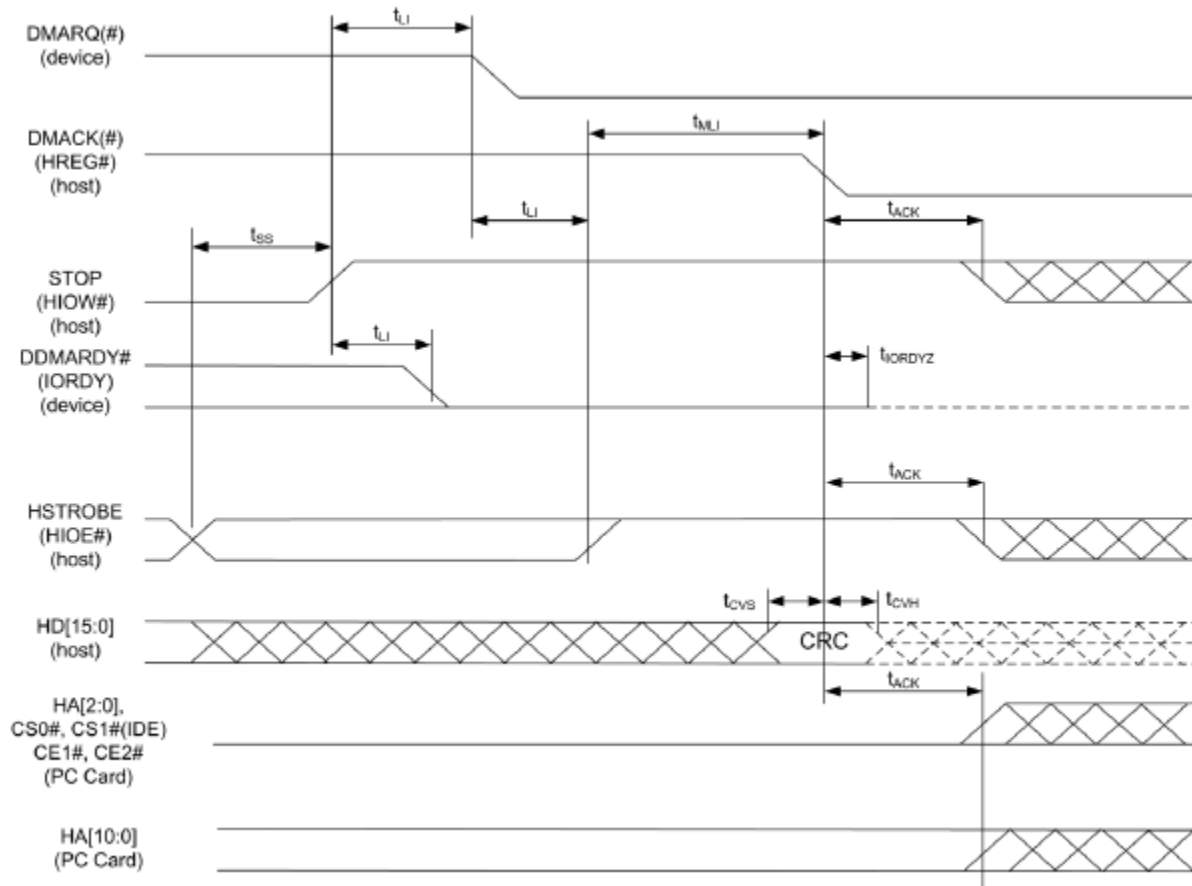 t_LI
DMARQ(#)
(device)
t_MLI
DMACK(#)
(HREG#)
(host)
t_LI
t_ACK
t_SS
STOP
(HIOW#)
(host)
t_LI
t_IORDYZ
DDMARDY#
(IORDY)
(device)
t_ACK
HSTROBE
(HIOE#)
(host)
t_CVS
t_CVH
HD[15:0]
(host)
CRC
t_ACK
HA[2:0],
CS0#, CS1#(IDE)
CE1#, CE2#
(PC Card)
HA[10:0]
(PC Card)